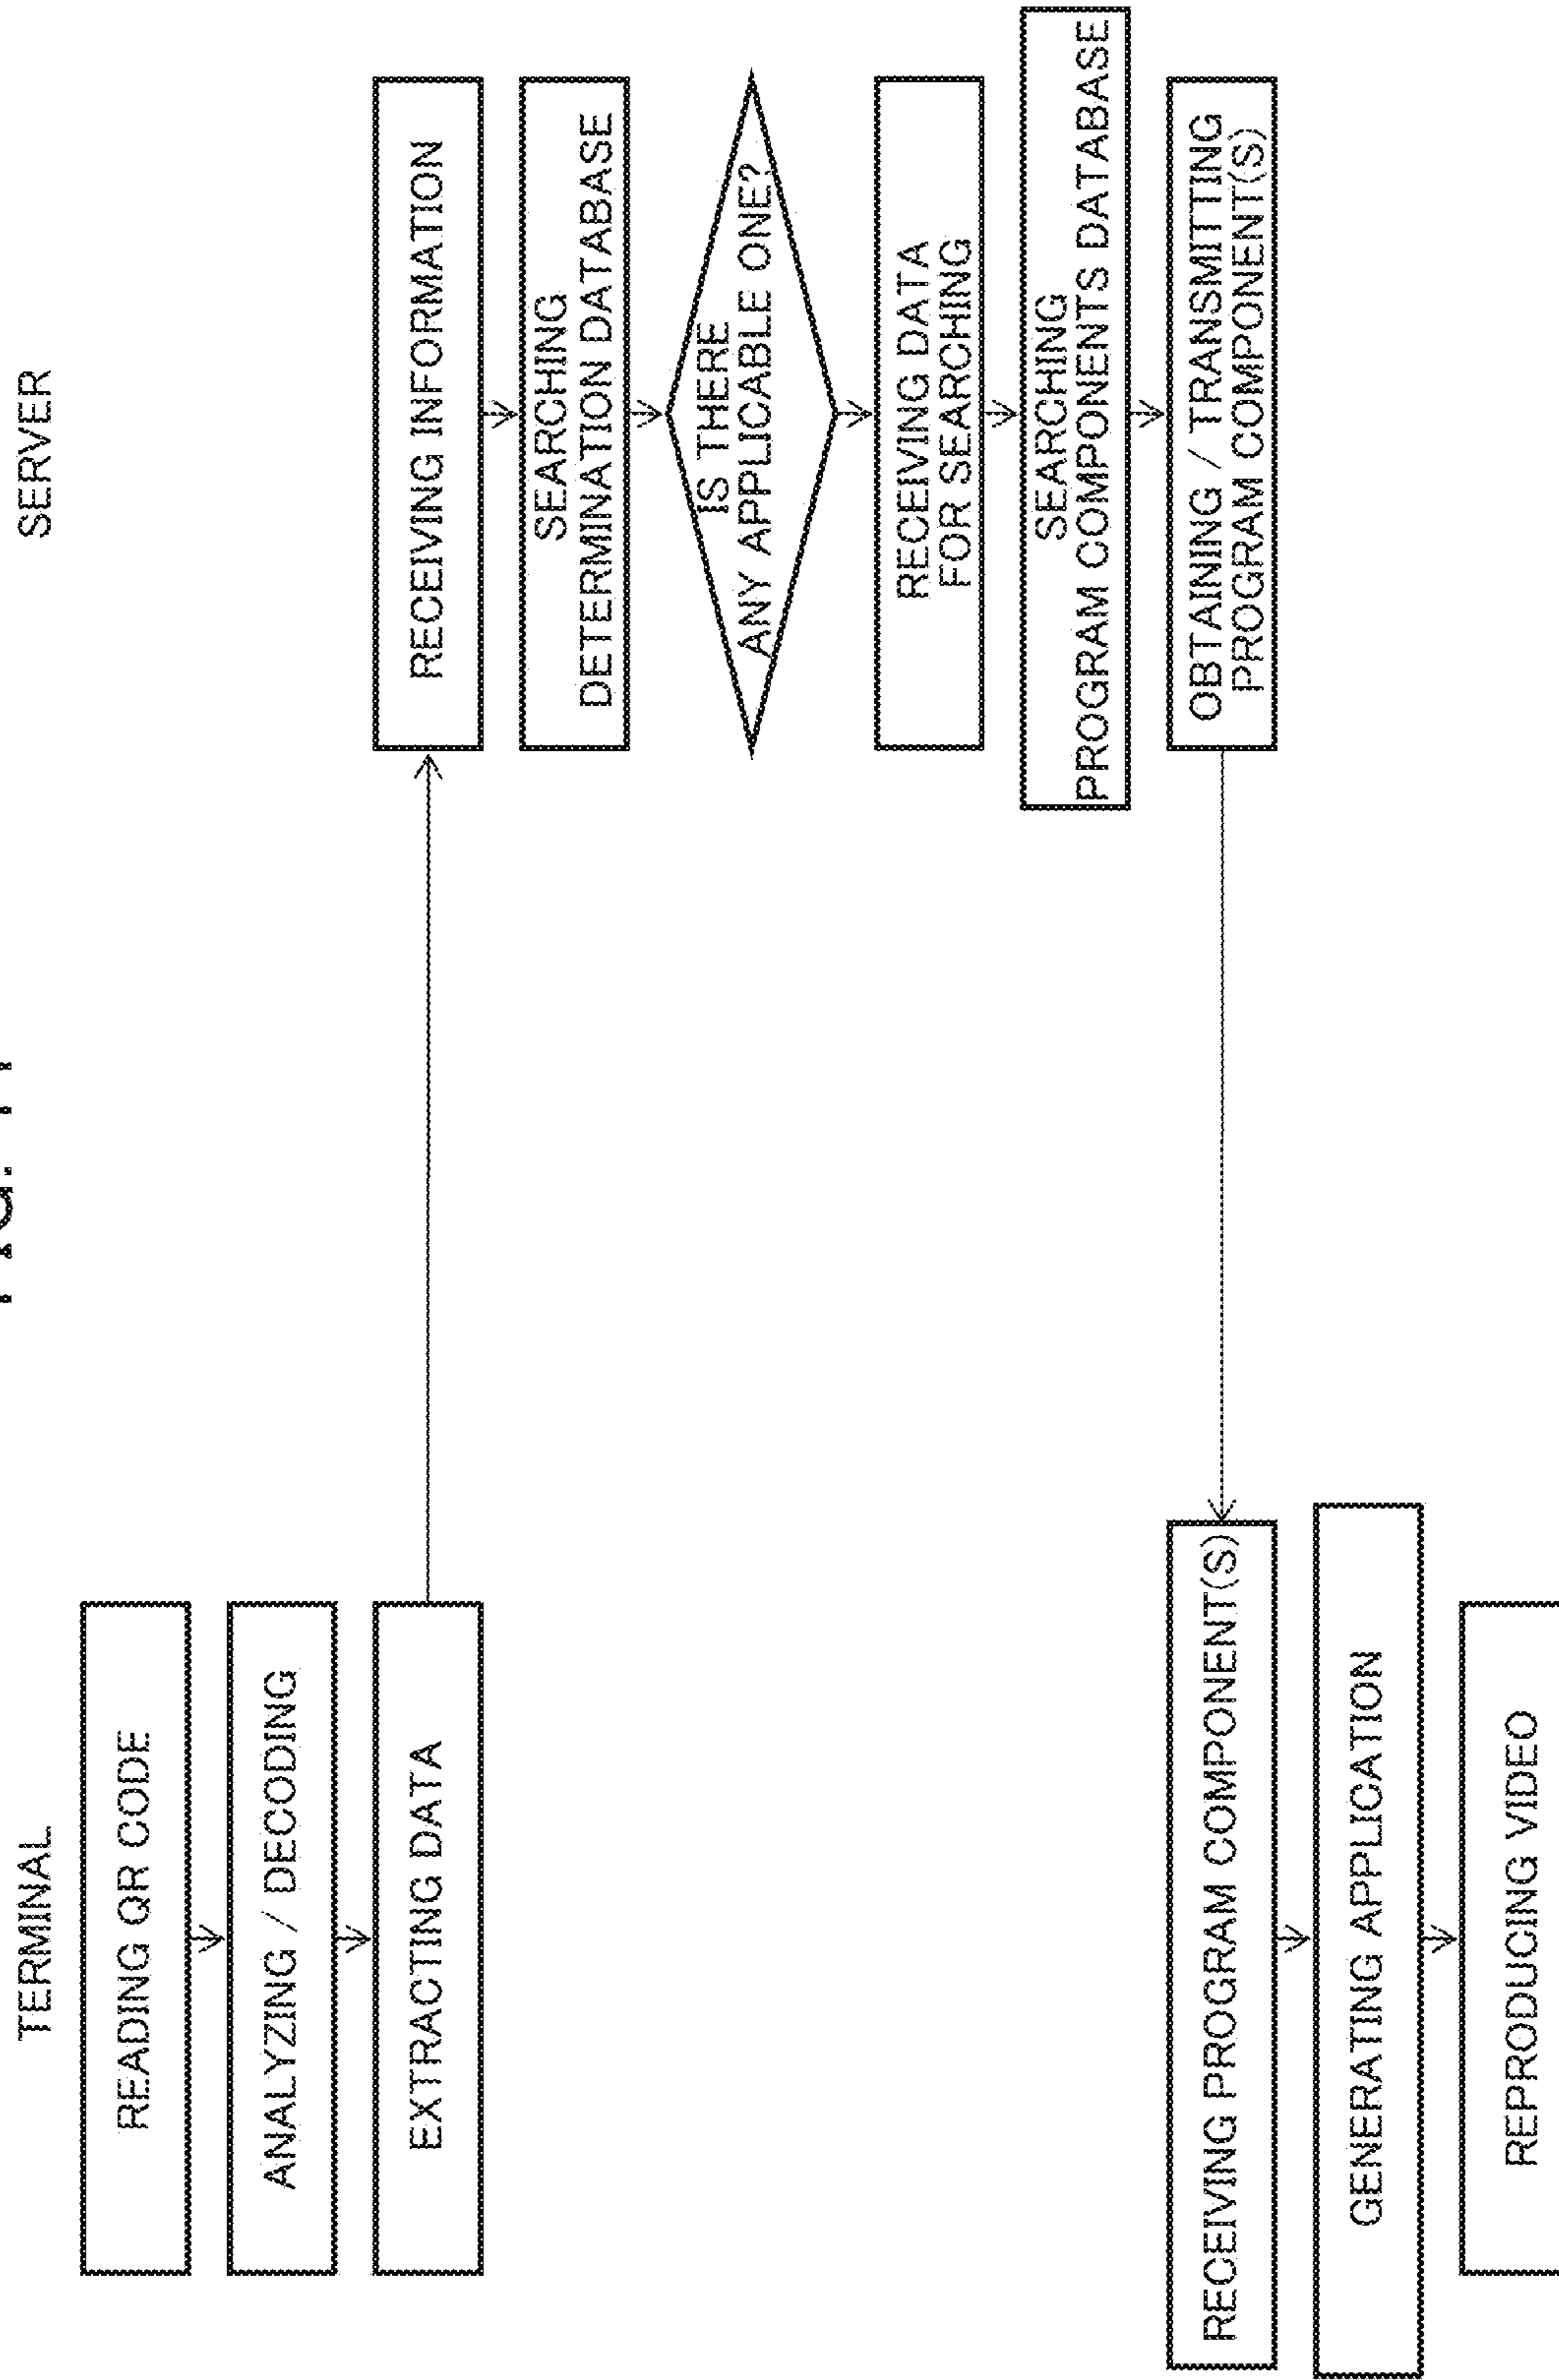 TERMINAL
SERVER
READING QR CODE
ANALYZING / DECODING
EXTRACTING DATA
RECEIVING INFORMATION
SEARCHING
DETERMINATION DATABASE
IS THERE
ANY APPLICABLE ONE?
RECEIVING DATA
FOR SEARCHING
SEARCHING
PROGRAM COMPONENTS DATABASE
OBTAINING / TRANSMITTING
PROGRAM COMPONENT(S)
RECEIVING PROGRAM COMPONENT(S)
GENERATING APPLICATION
REPRODUCING VIDEO